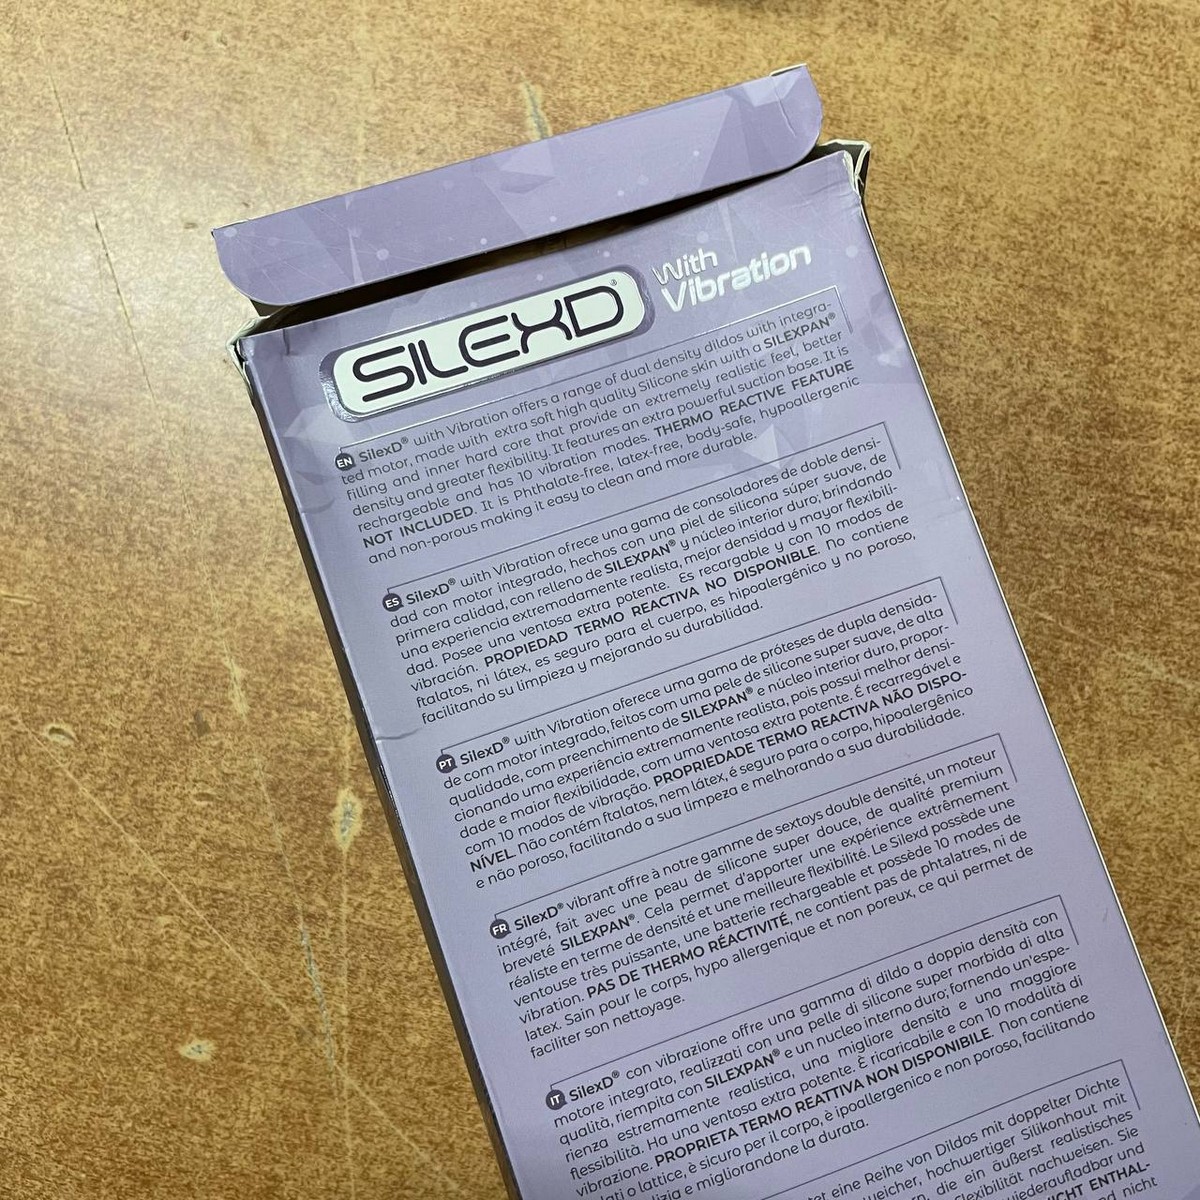 SILEXD®
With
Vibration
EN SilexD® with Vibration offers a range of dual density dildos with integra-
ted motor, made with extra soft high quality Silicone skin with a SILEXPAN®
filling and inner hard core that provide an extremely realistic feel, better
density and greater flexibility. It features an extra powerful suction base. It is
rechargeable and has 10 vibration modes. THERMO REACTIVE FEATURE
NOT INCLUDED. It is Phthalate-free, latex-free, body-safe, hypoallergenic
and non-porous making it easy to clean and more durable.
ES SilexD® with Vibration ofrece una gama de consoladores de doble densi-
dad con motor integrado, hechos con una piel de silicona súper suave, de
primera calidad, con relleno de SILEXPAN® y núcleo interior duro; brindando
una experiencia extremadamente realista, mejor densidad y mayor flexibili-
dad. Posee una ventosa extra potente. Es recargable y con 10 modos de
vibración. PROPIEDAD TERMO REACTIVA NO DISPONIBLE. No contiene
ftalatos, ni látex, es seguro para el cuerpo, es hipoalergénico y no poroso,
facilitando su limpieza y mejorando su durabilidad.
PT SilexD® with Vibration oferece uma gama de próteses de dupla densida-
de com motor integrado, feitos com uma pele de silicone super suave, de alta
qualidade, com preenchimento de SILEXPAN® e núcleo interior duro, propor-
cionando uma experiência extremamente realista, pois possui melhor densi-
dade e maior flexibilidade, com uma ventosa extra potente. É recarregável e
com 10 modos de vibração. PROPRIEDADE TERMO REACTIVA NÃO DISPO-
NÍVEL. Não contém ftalatos, nem látex, é seguro para o corpo, hipoalergênico
e não poroso, facilitando a sua limpeza e melhorando a sua durabilidade.
FR SilexD® vibrant offre à notre gamme de sextoys double densité, un moteur
intégré, fait avec une peau de silicone super douce, de qualité premium
breveté SILEXPAN®. Cela permet d'apporter une expérience extrêmement
réaliste en terme de densité et une meilleure flexibilité. Le Silexd possède une
ventouse très puissante, une batterie rechargeable et possède 10 modes de
vibration. PAS DE THERMO RÉACTIVITÉ, ne contient pas de phtalatres, ni de
latex. Sain pour le corps, hypo allergenique et non poreux, ce qui permet de
faciliter son nettoyage.
IT SilexD® con vibrazione offre una gamma di dildo a doppia densità con
motore integrato, realizzati con una pelle di silicone super morbida di alta
qualità, riempita con SILEXPAN® e un nucleo interno duro; fornendo un'espe-
rienza estremamente realistica, una migliore densità e una maggiore
flessibilità. Ha una ventosa extra potente. È ricaricabile e con 10 modalità di
vibrazione. PROPRIETA TERMO REATTIVA NON DISPONIBILE. Non contiene
lati o lattice, è sicuro per il corpo, è ipoallergenico e non poroso, facilitando
lizia e migliorandone la durata.
eine Reihe von Dildos mit doppelter Dichte
weicher, hochwertiger Silikonhaut mit
die ein äußerst realistisches
lexibilität nachweisen. Sie
deraufladbar und
CHT ENTHAL-
nicht